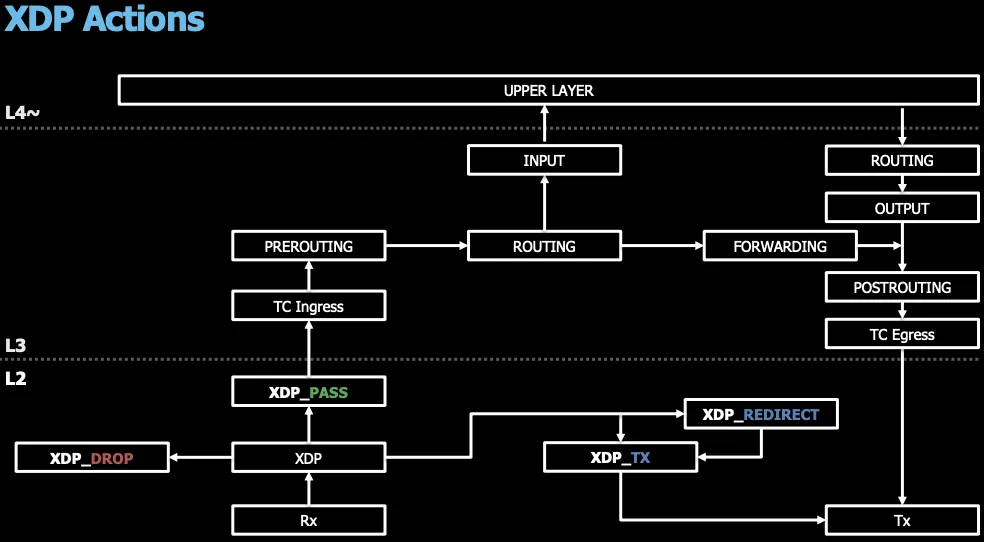 XDP Actions
UPPER LAYER
L4~
INPUT
ROUTING
OUTPUT
PREROUTING
ROUTING
FORWARDING
POSTROUTING
TC Ingress
TC Egress
L3
L2
XDP_PASS
XDP_REDIRECT
XDP_DROP
XDP
XDP_TX
Rx
Tx